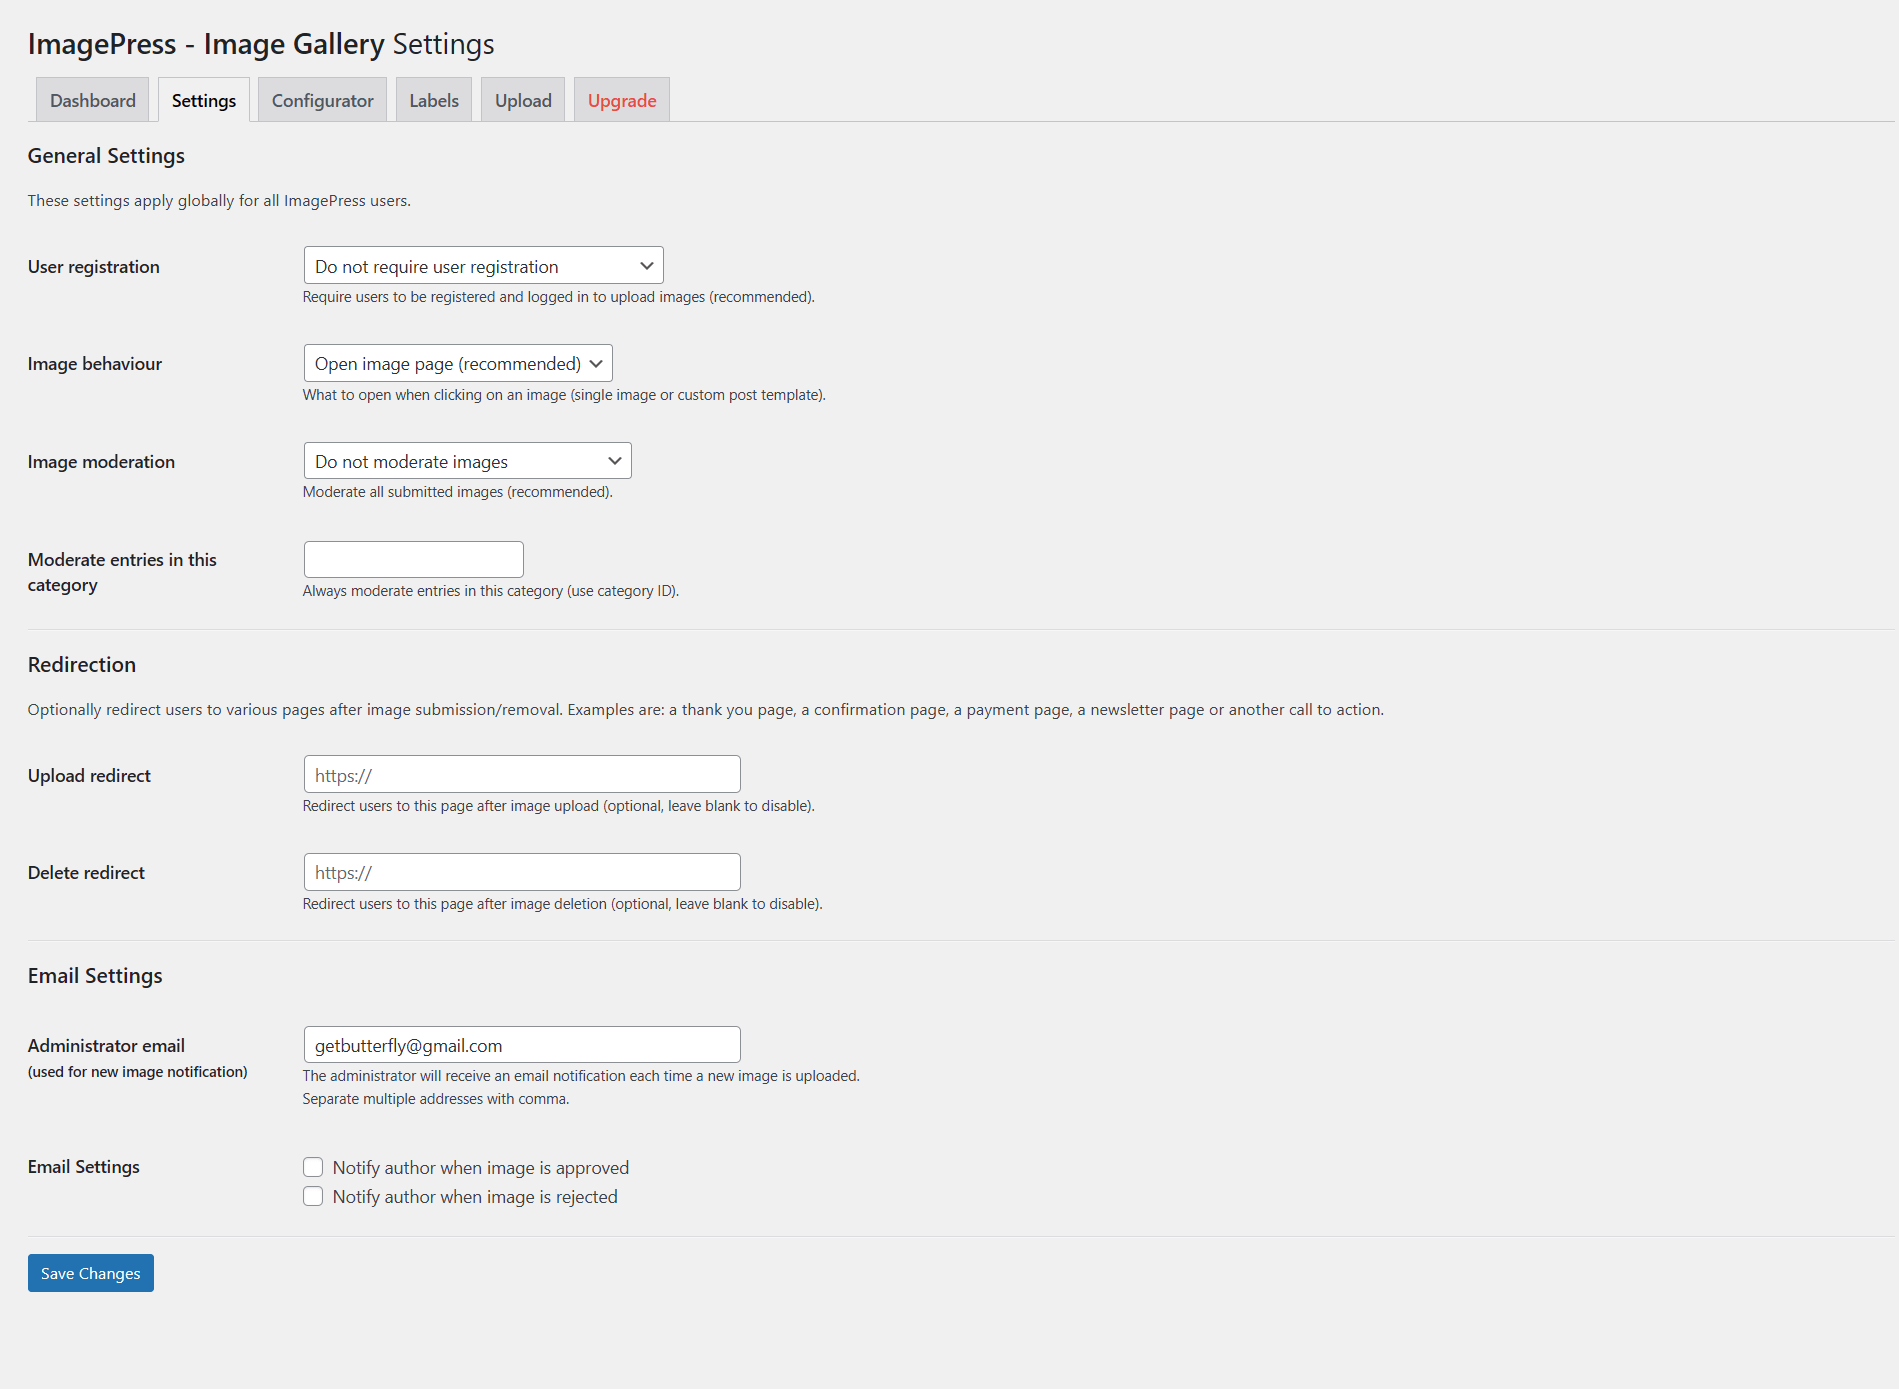 ImagePress - Image Gallery Settings
Dashboard Settings Configurator Labels Upload Upgrade
General Settings
These settings apply globally for all ImagePress users.
User registration
Do not require user registration
Require users to be registered and logged in to upload images (recommended).
Image behaviour
Open image page (recommended)
What to open when clicking on an image (single image or custom post template).
Image moderation
Do not moderate images
Moderate all submitted images (recommended).
Moderate entries in this
category
Always moderate entries in this category (use category ID).
Redirection
Optionally redirect users to various pages after image submission/removal. Examples are: a thank you page, a confirmation page, a payment page, a newsletter page or another call to action.
Upload redirect
https://
Redirect users to this page after image upload (optional, leave blank to disable).
Delete redirect
https://
Redirect users to this page after image deletion (optional, leave blank to disable).
Email Settings
Administrator email
(used for new image notification)
getbutterfly@gmail.com
The administrator will receive an email notification each time a new image is uploaded.
Separate multiple addresses with comma.
Email Settings
Notify author when image is approved
Notify author when image is rejected
Save Changes